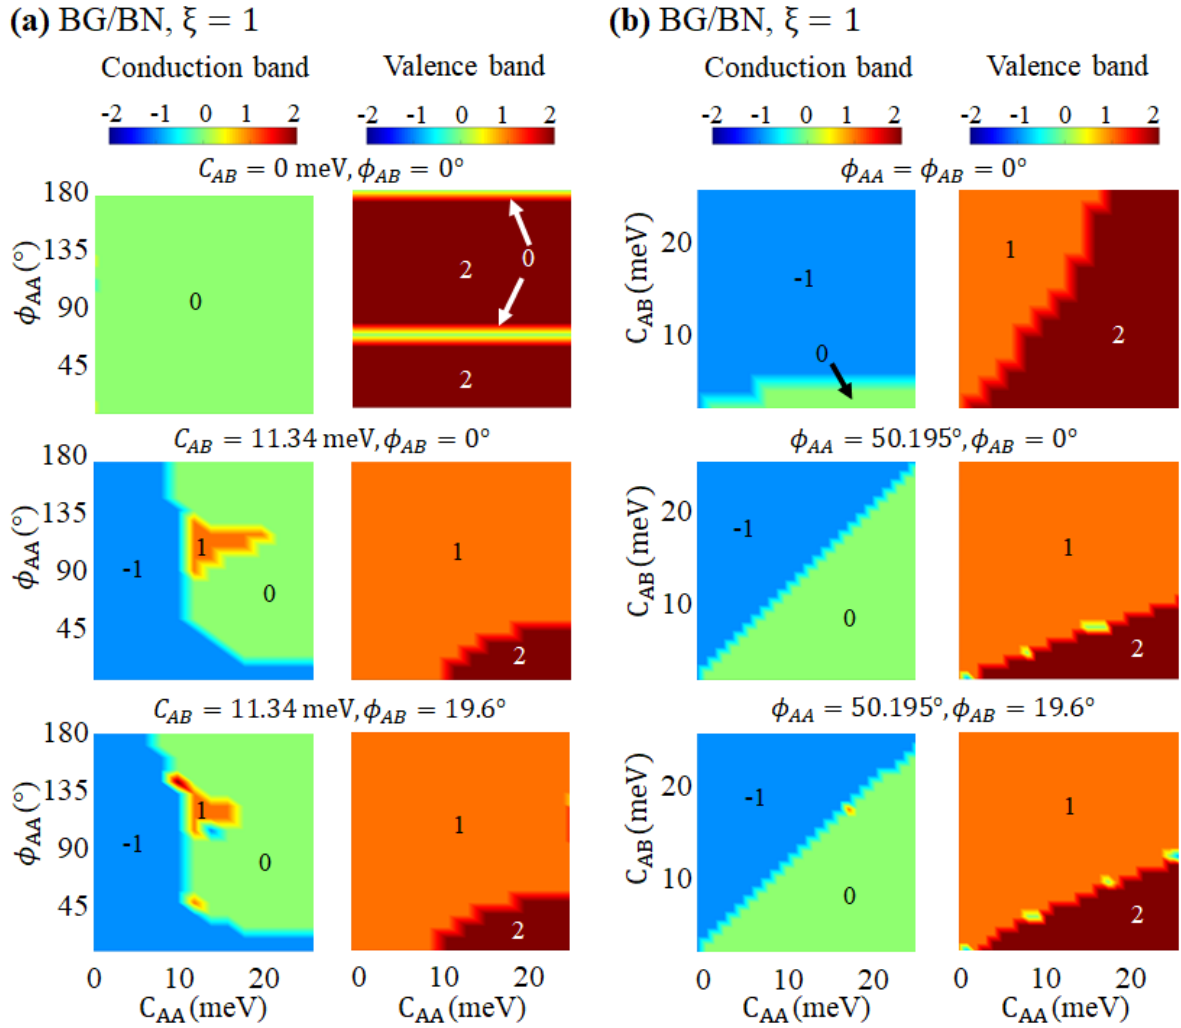 (a) BG/BN, ξ = 1
(b) BG/BN, ξ = 1
Conduction band
Valence band
Conduction band
Valence band
-2 -1 0 1 2
-2 -1 0 1 2
-2 -1 0 1 2
-2 -1 0 1 2
C_AB = 0 meV, ϕ_AB = 0°
ϕ_AA = ϕ_AB = 0°
180
135
90
45
ϕ_AA(°)
0
2
0
2
20
10
C_AB(meV)
-1
0
1
2
C_AB = 11.34 meV, ϕ_AB = 0°
ϕ_AA = 50.195°, ϕ_AB = 0°
180
135
90
45
ϕ_AA(°)
-1
1
0
1
2
20
10
C_AB(meV)
-1
0
1
2
C_AB = 11.34 meV, ϕ_AB = 19.6°
ϕ_AA = 50.195°, ϕ_AB = 19.6°
180
135
90
45
ϕ_AA(°)
-1
1
0
1
2
20
10
C_AB(meV)
-1
0
1
2
0 10 20
0 10 20
0 10 20
0 10 20
C_AA(meV)
C_AA(meV)
C_AA(meV)
C_AA(meV)